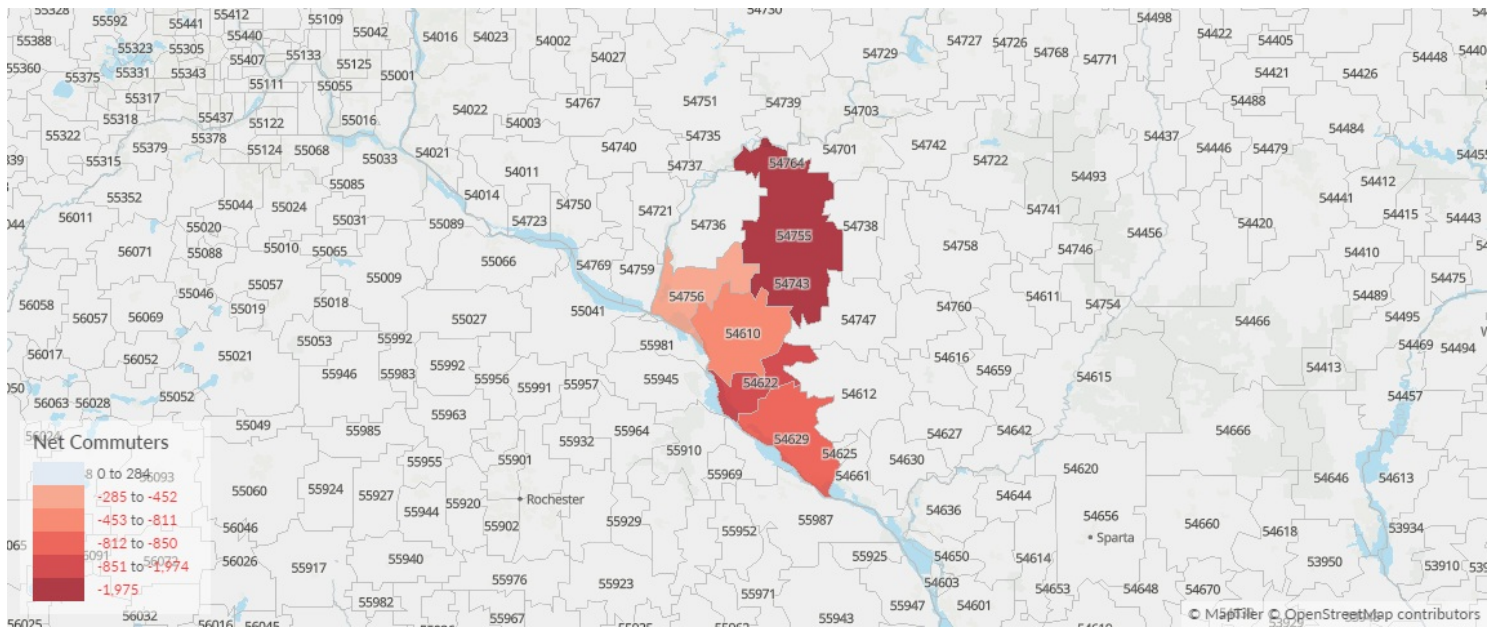 55328 55592 55441 55412 55109 54730 54498
55388 55323 55305 55440 55133 55042 54016 54023 54002 54727 54726 54422 54405
55360 55375 55331 55343 55407 55125 55001 54027 54729 54768 54771 54448
55317 55111 55055 54767 54751 54739 54421 54426
55318 55437 55122 55016 54022 54003 54703 54488
55322 55379 55378 54735 54437 54484
55315 55124 55068 55033 54021 54740 54737 54764 54701 54742 54722 54446 54479 54455
55352 55085 54011 54493 54412
55044 55024 54014 54750 54721 54441
56011 55020 55031 55089 54723 54736 54755 54738 54741 54456 54420 54415 54443
56071 55088 55010 55065 55066 54769 54759 54758 54746 54410
55046 55057 55009 54756 54743 54611 54475
56058 55019 55018 55041 54760 54754 54489
56057 56069 55027 54610 54747 54466 54495
56017 56052 55021 55053 55992 55981 54616 54469 54494
55946 55983 55992 55956 55991 55957 55945 54622 54659 54615 54413
56063 56028 55052 55963 54612 54457
55049 55985 55932 55964 54629 54627 54642 54666
Net Commuters
55955 55901 55910 55969 54625 54661 54630 54620 54646 54613
0 to 284 56093
-285 to -452
-453 to -811
-812 to -850
-851 to -1,974
-1,975
55060 55924 55927 55920 Rochester 54644
56046 55944 55902 55929 55952 55987 54636 54656 54660 54618 53934
Sparta
56026 55917 55940 55925 54650 54614 53950 53910
55976 55923 55971 54603 54653 54648 54670
56032 55982 55947 54601
56025 56016 56045 55967 55943
© MapTiler © OpenStreetMap contributors